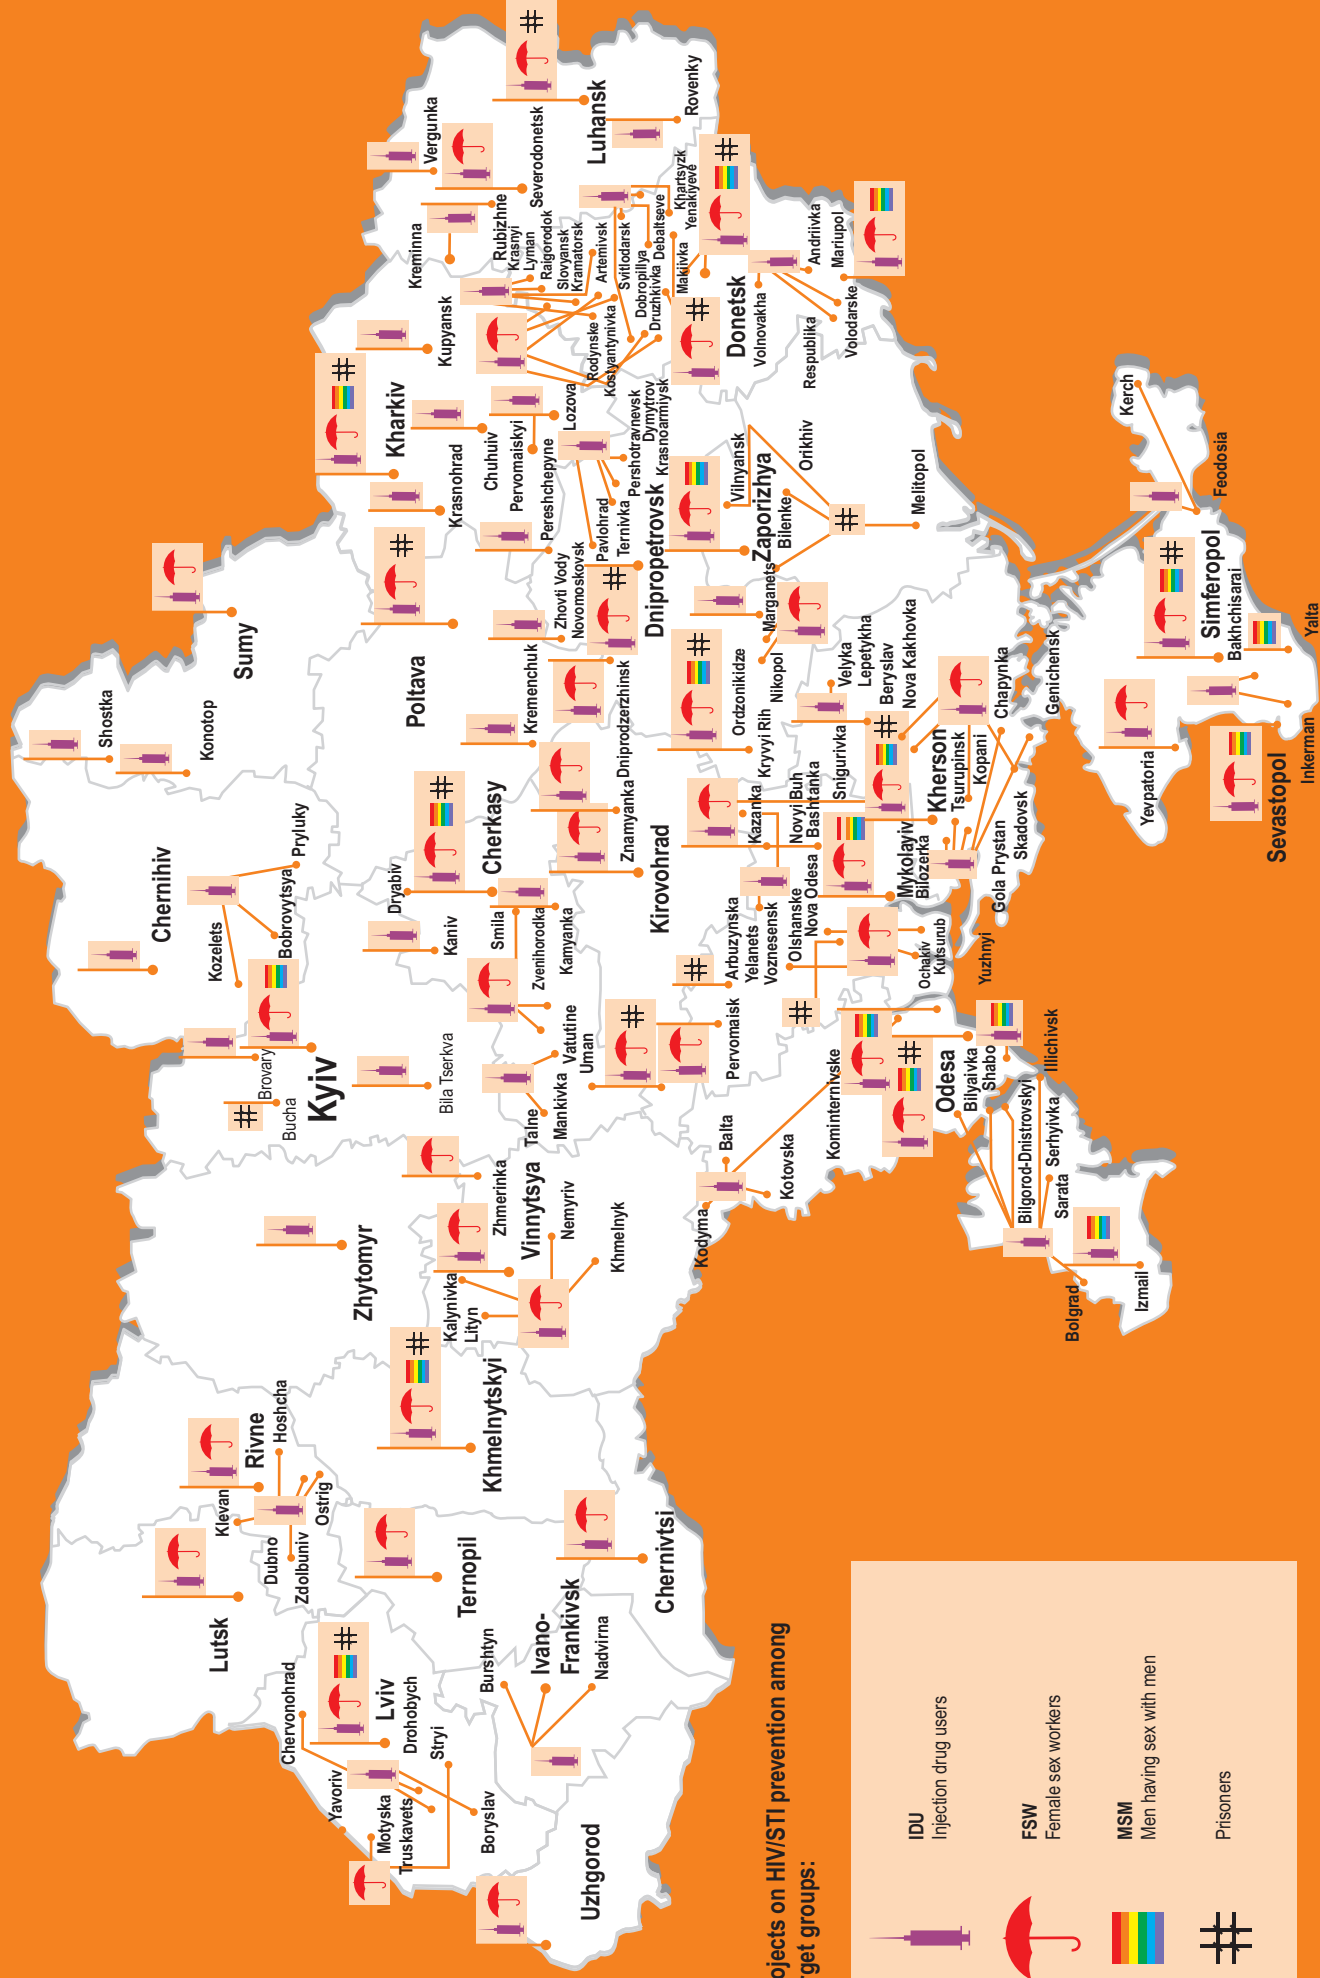 Lutsk
Rivne
Klevan
Hoshcha
Dubno
Zdolbuniv
Ostrig
Lviv
Chervonohrad
Yavoriv
Motyska
Truskavets
Drohobych
Stryi
Boryslav
Uzhgorod
Ternopil
Burshtyn
Ivano-
Frankivsk
Nadvirna
Chernivtsi
Khmelnytskyi
Zhytomyr
Kalynivka
Lityn
Zhmerinka
Vinnytsya
Nemyriv
Khmelnyk
Kyiv
Brovary
Bucha
Bila Tserkva
Chernihiv
Kozelets
Bobrovytsya
Pryluky
Shostka
Konotop
Sumy
Poltava
Kremenchuk
Cherkasy
Dryabiv
Kaniv
Smila
Zvenihorodka
Kamyanka
Talne
Mankivka
Vatutine
Uman
Kirovohrad
Znamyanka
Dniprodzerzhinsk
Zhovti Vody
Novomoskovsk
Dnipropetrovsk
Pavlohrad
Ternivka
Pershotravnevsk
Pereshchepyne
Marganets
Ordzonikidze
Nikopol
Kryvyi Rih
Kharkiv
Krasnohrad
Chuhuiv
Pervomaiskyi
Lozova
Kupyansk
Kreminna
Rubizhne
Vergunka
Severodonetsk
Luhansk
Rovenky
Krasnyi
Lyman
Raigorodok
Slovyansk
Kramatorsk
Artemivsk
Svitlodarsk
Dobropillya
Druzhkivka
Debaltseve
Makiivka
Khartsyzk
Yenakiyeve
Rodynske
Kostyantynivka
Dymytrov
Krasnoarmiysk
Donetsk
Volnovakha
Andriivka
Mariupol
Respublika
Volodarske
Zaporizhya
Vilnyansk
Bilenke
Orikhiv
Melitopol
Velyka
Lepetykha
Beryslav
Nova Kakhovka
Snigurivka
Kherson
Tsurupinsk
Kopani
Chapynka
Genichensk
Skadovsk
Gola Prystan
Bilozerka
Mykolayiv
Kazanka
Novyi Buh
Bashtanka
Arbuzynska
Yelanets
Voznesensk
Olshanske
Nova Odesa
Ochakiv
Kutsurub
Pervomaisk
Yuzhnyi
Odesa
Kominternivske
Balta
Kotovska
Kodyma
Bilyaivka
Shabo
Illichivsk
Bilgorod-Dnistrovskyi
Serhyivka
Sarata
Bolgrad
Izmail
Kerch
Feodosia
Simferopol
Bakhchisarai
Yalta
Inkerman
Sevastopol
Yevpatoria
ojects on HIV/STI prevention among
rget groups:
IDU
Injection drug users
FSW
Female sex workers
MSM
Men having sex with men
Prisoners